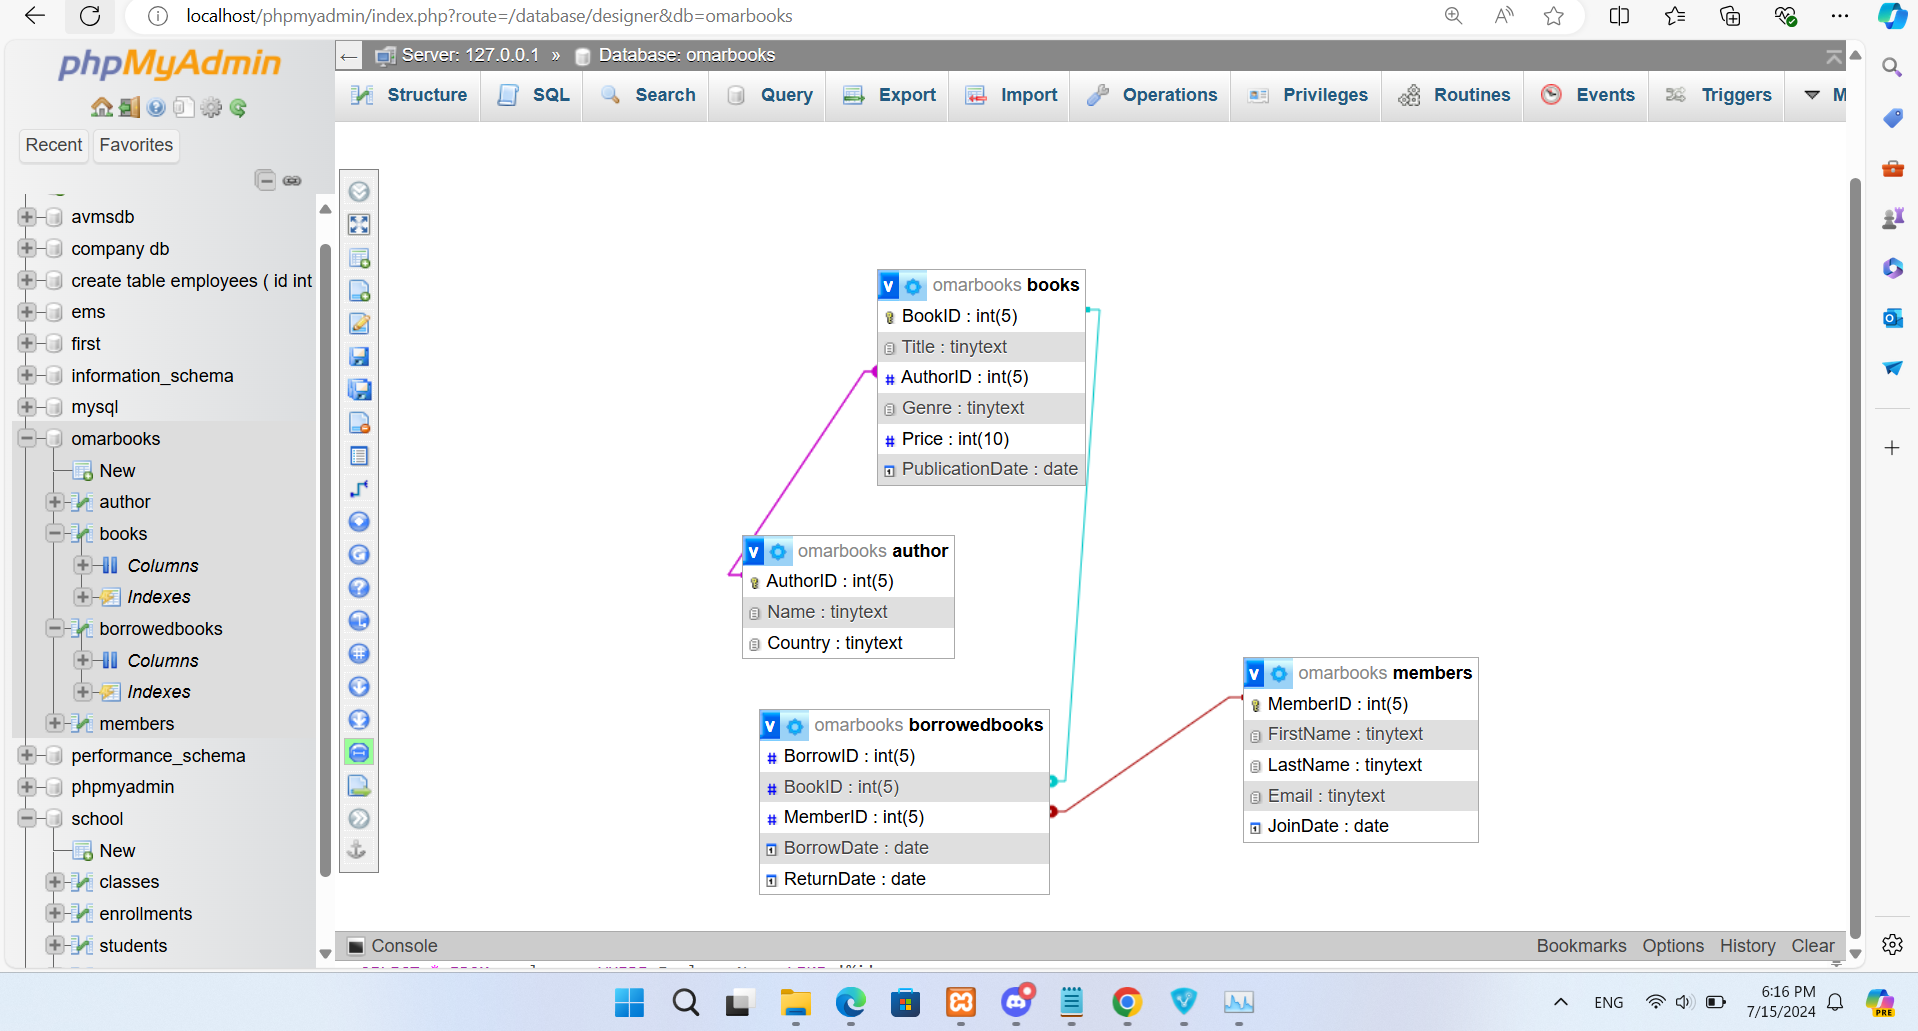 localhost/phpmyadmin/index.php?route=/database/designer&db=omarbooks
phpMyAdmin
Recent
Favorites
avmsdb
company db
create table employees ( id int
ems
first
information_schema
mysql
omarbooks
New
author
books
Columns
Indexes
borrowedbooks
Columns
Indexes
members
performance_schema
phpmyadmin
school
New
classes
enrollments
students
Server: 127.0.0.1 » Database: omarbooks
Structure
SQL
Search
Query
Export
Import
Operations
Privileges
Routines
Events
Triggers
M
v omarbooks books
BookID : int(5)
Title : tinytext
AuthorID : int(5)
Genre : tinytext
Price : int(10)
PublicationDate : date
v omarbooks author
AuthorID : int(5)
Name : tinytext
Country : tinytext
v omarbooks borrowedbooks
BorrowID : int(5)
BookID : int(5)
MemberID : int(5)
BorrowDate : date
ReturnDate : date
v omarbooks members
MemberID : int(5)
FirstName : tinytext
LastName : tinytext
Email : tinytext
JoinDate : date
Console
Bookmarks Options History Clear
ENG
6:16 PM
7/15/2024
PRE